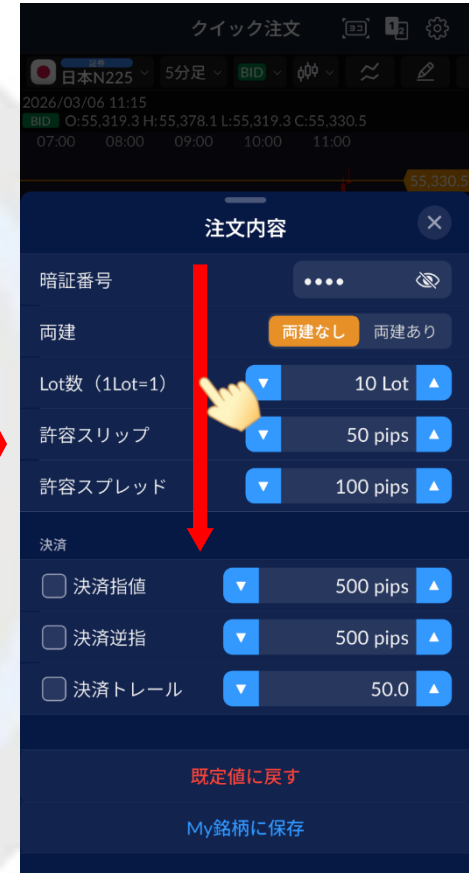 クイック注文
証券
日本N225 5分足 BID
2026/03/06 11:15
BID O:55,319.3 H:55,378.1 L:55,319.3 C:55,330.5
07:00 08:00 09:00 10:00 11:00
55,330.5
注文内容
暗証番号 ••••
両建 両建なし 両建あり
Lot数（1Lot=1） 10 Lot
許容スリップ 50 pips
許容スプレッド 100 pips
決済
決済指値 500 pips
決済逆指 500 pips
決済トレール 50.0
既定値に戻す
My銘柄に保存